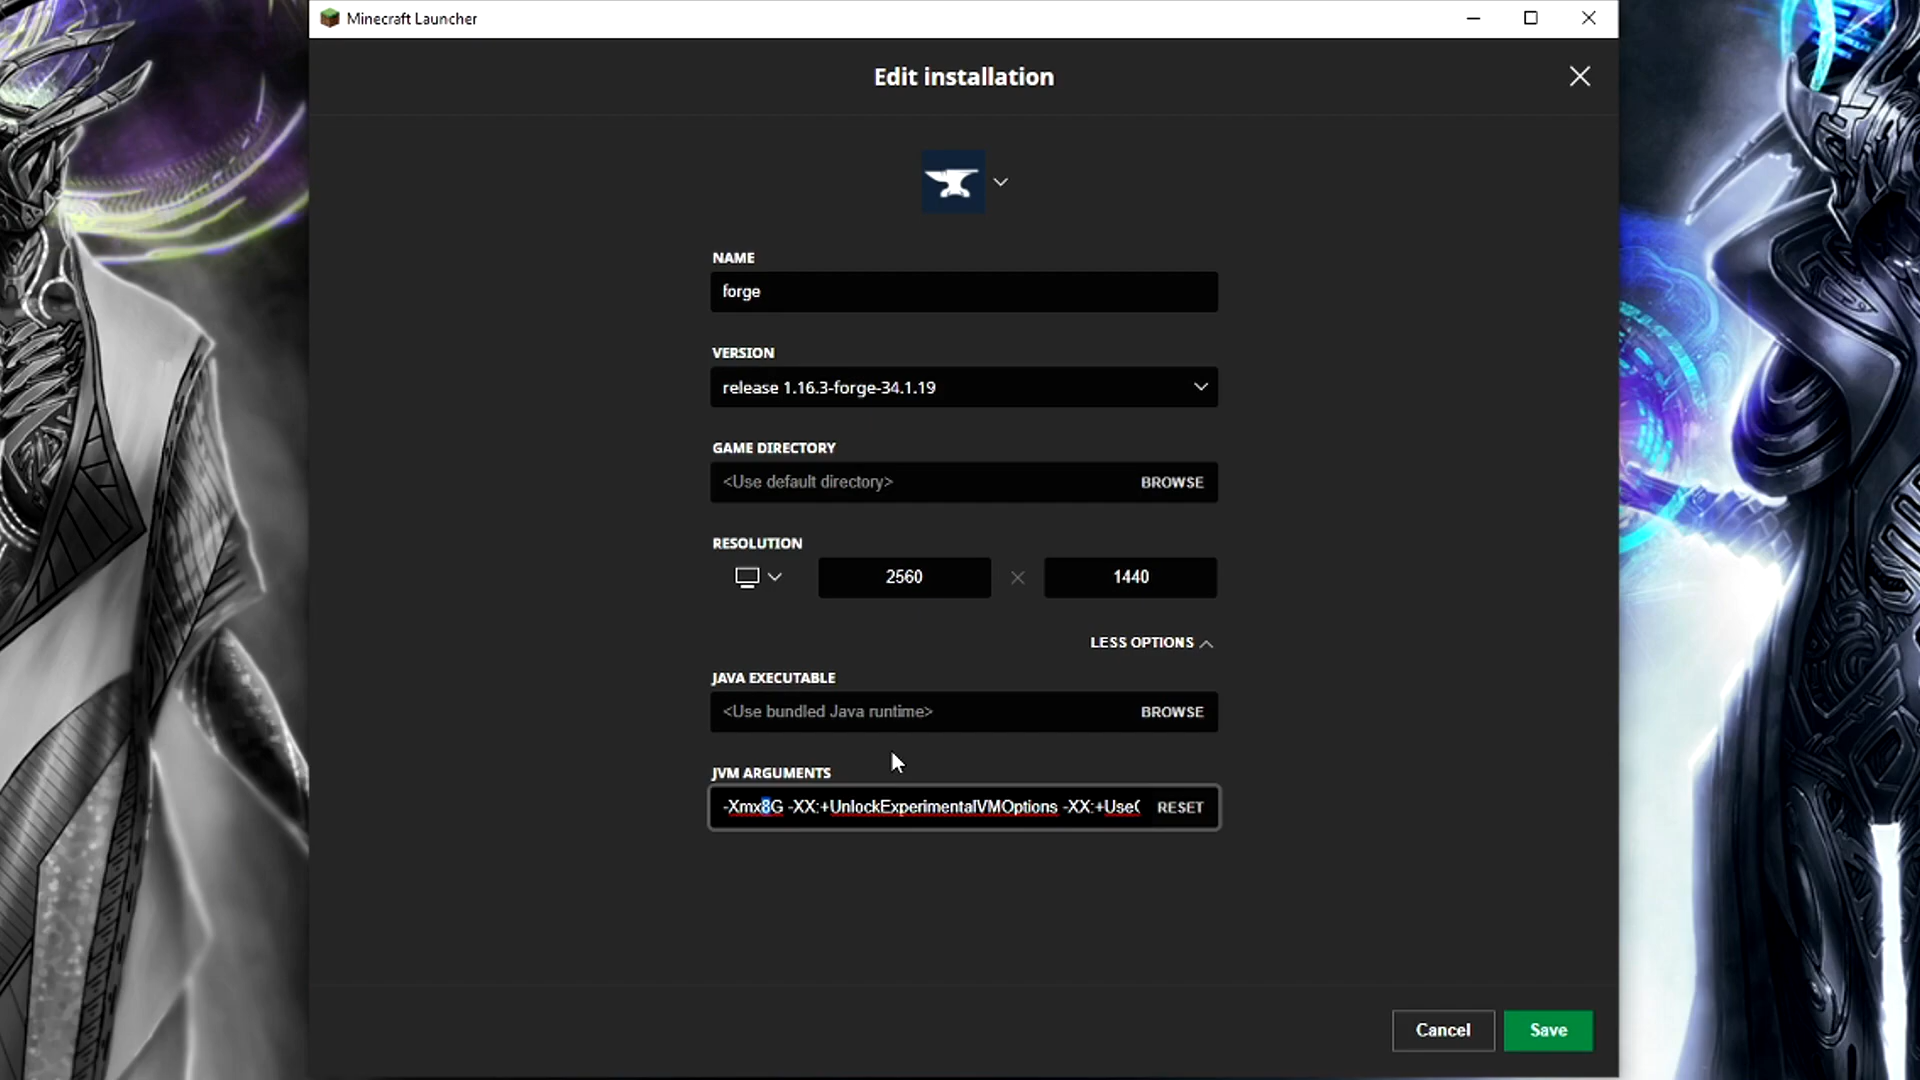 Minecraft Launcher
Edit installation
NAME
forge
VERSION
release 1.16.3-forge-34.1.19
GAME DIRECTORY
<Use default directory>
BROWSE
RESOLUTION
2560
1440
LESS OPTIONS
JAVA EXECUTABLE
<Use bundled Java runtime>
BROWSE
JVM ARGUMENTS
-Xmx8G -XX:+UnlockExperimentalVMOptions -XX:+Use
RESET
Cancel
Save